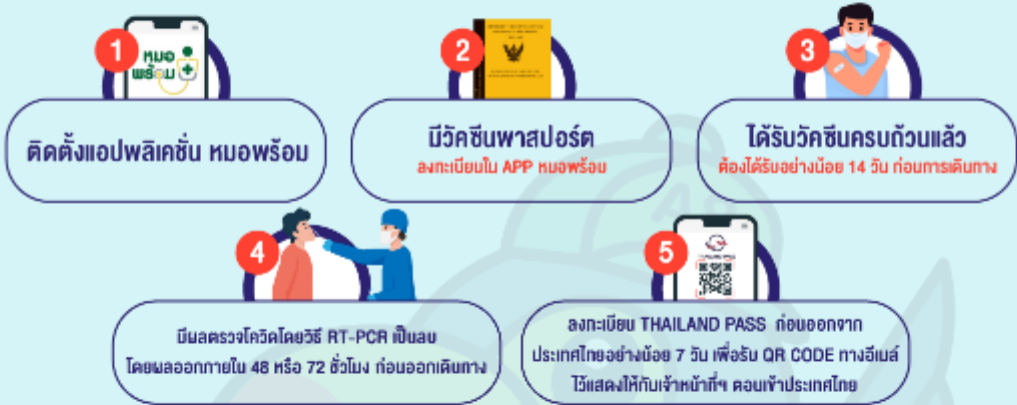 1
หมอ
พร้อม
ติดตั้งแอปพลิเคชั่น หมอพร้อม
2
มีวัคซีนพาสปอร์ต
ลงทะเบียนใน APP หมอพร้อม
3
ได้รับวัคซีนครบถ้วนแล้ว
ต้องได้รับอย่างน้อย 14 วัน ก่อนการเดินทาง
4
มีผลตรวจโควิดโดยวิธี RT-PCR เป็นลบ
โดยผลออกภายใน 48 หรือ 72 ชั่วโมง ก่อนออกเดินทาง
5
ลงทะเบียน THAILAND PASS ก่อนออกจาก
ประเทศไทยอย่างน้อย 7 วัน เพื่อรับ QR CODE ทางอีเมล์
ไว้แสดงให้กับเจ้าหน้าที่ฯ ตอนเข้าประเทศไทย